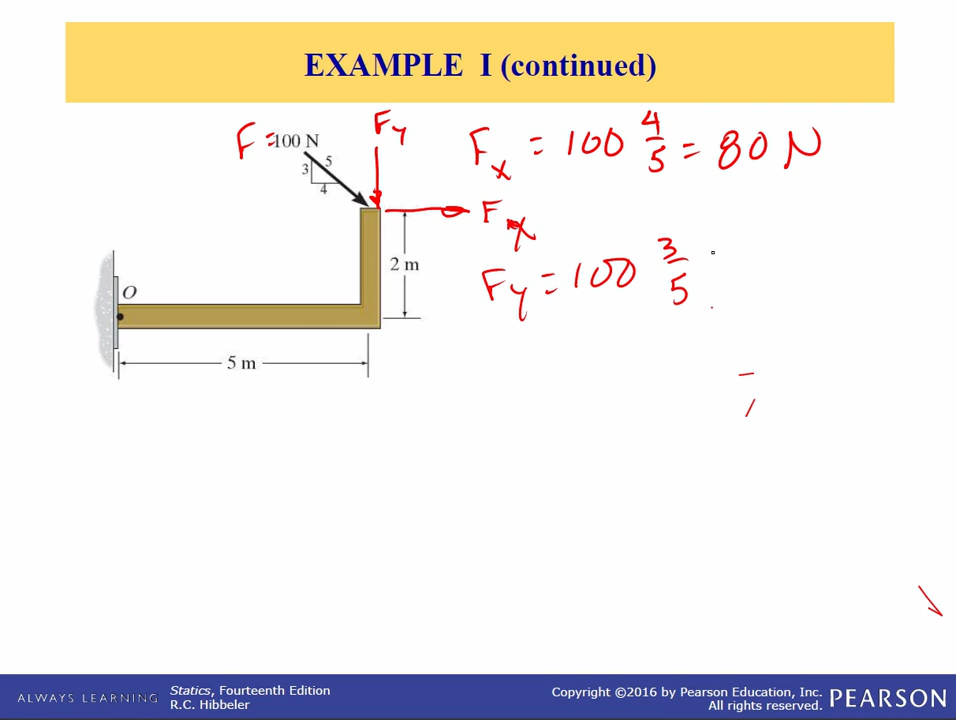 EXAMPLE I (continued)
F = 100 N
3 5
4
Fy
Fx = 100 4/5 = 80 N
Fx
2 m
Fy = 100 3/5
O
5 m
ALWAYS LEARNING
Statics, Fourteenth Edition
R.C. Hibbeler
Copyright ©2016 by Pearson Education, Inc.
All rights reserved.
PEARSON